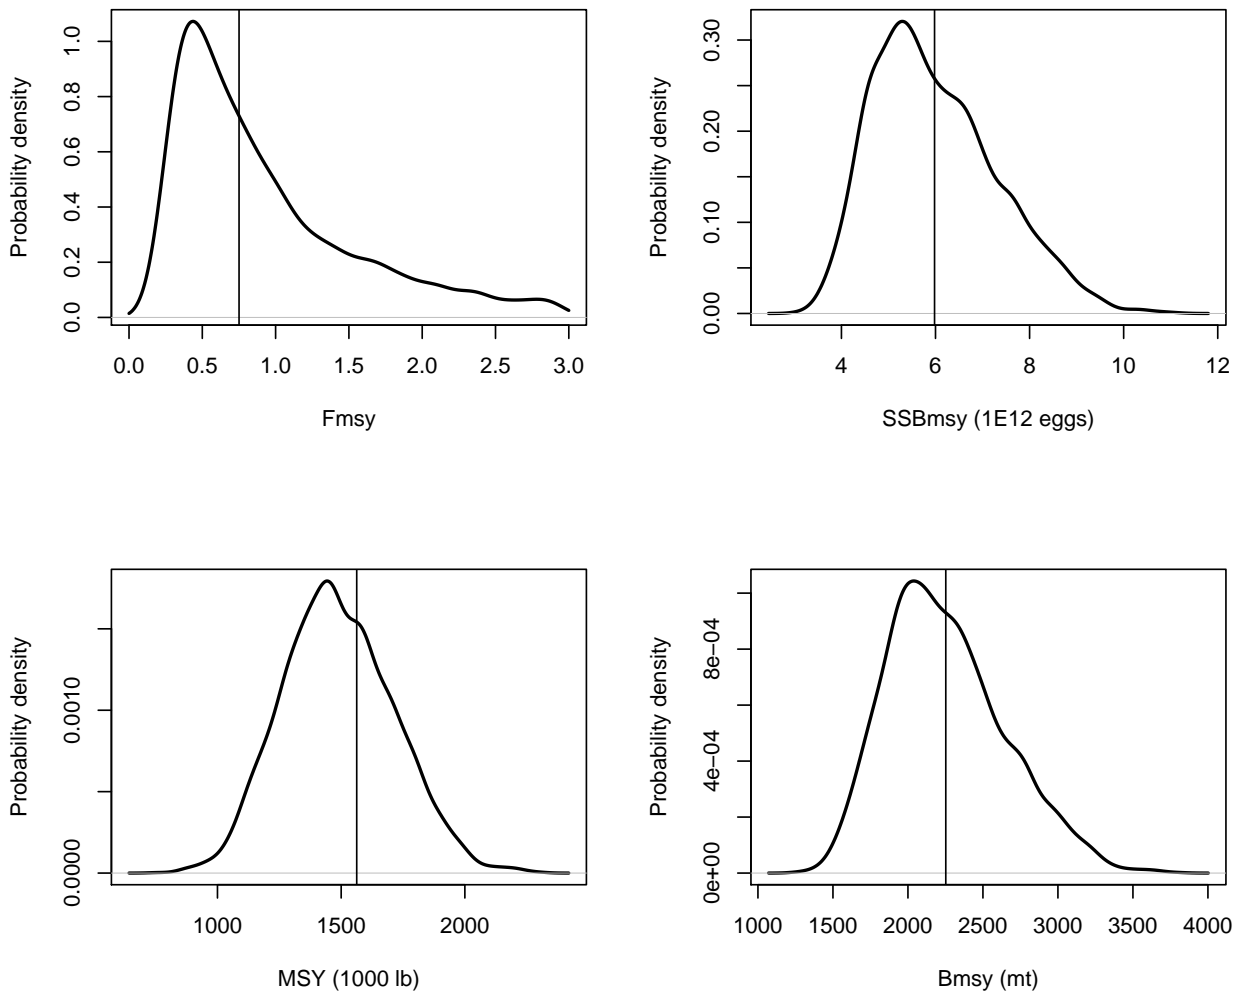 Probability density
0.0 0.2 0.4 0.6 0.8 1.0
0.0 0.5 1.0 1.5 2.0 2.5 3.0
Fmsy
Probability density
0.00 0.10 0.20 0.30
4 6 8 10 12
SSBmsy (1E12 eggs)
Probability density
0.0000 0.0010
1000 1500 2000
MSY (1000 lb)
Probability density
0e+00 4e−04 8e−04
1000 1500 2000 2500 3000 3500 4000
Bmsy (mt)